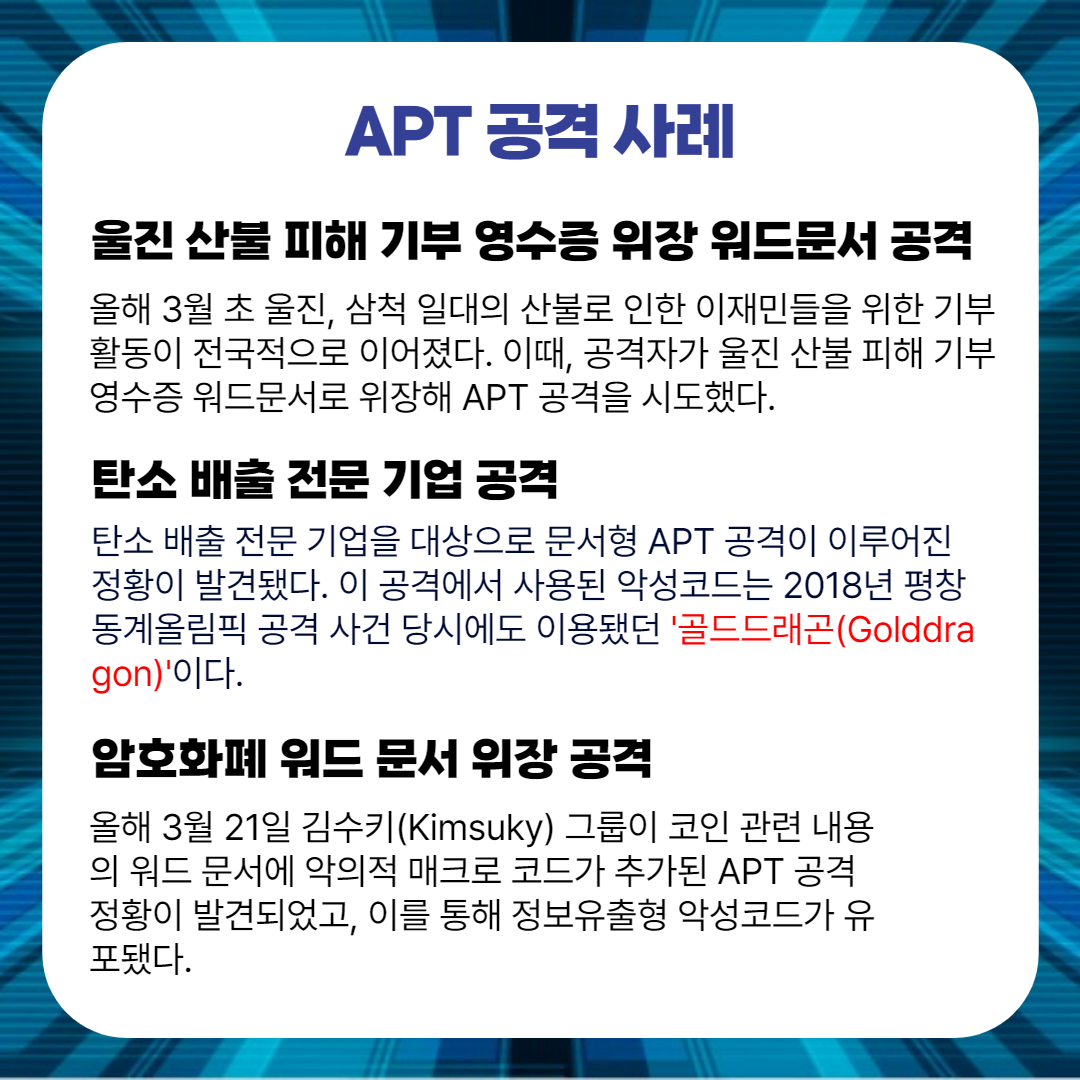 APT 공격 사례
울진 산불 피해 기부 영수증 위장 워드문서 공격
올해 3월 초 울진, 삼척 일대의 산불로 인한 이재민들을 위한 기부
활동이 전국적으로 이어졌다. 이때, 공격자가 울진 산불 피해 기부
영수증 워드문서로 위장해 APT 공격을 시도했다.
탄소 배출 전문 기업 공격
탄소 배출 전문 기업을 대상으로 문서형 APT 공격이 이루어진
정황이 발견됐다. 이 공격에서 사용된 악성코드는 2018년 평창
동계올림픽 공격 사건 당시에도 이용됐던 '골드드래곤(Golddra
gon)'이다.
암호화폐 워드 문서 위장 공격
올해 3월 21일 김수키(Kimsuky) 그룹이 코인 관련 내용
의 워드 문서에 악의적 매크로 코드가 추가된 APT 공격
정황이 발견되었고, 이를 통해 정보유출형 악성코드가 유
포됐다.